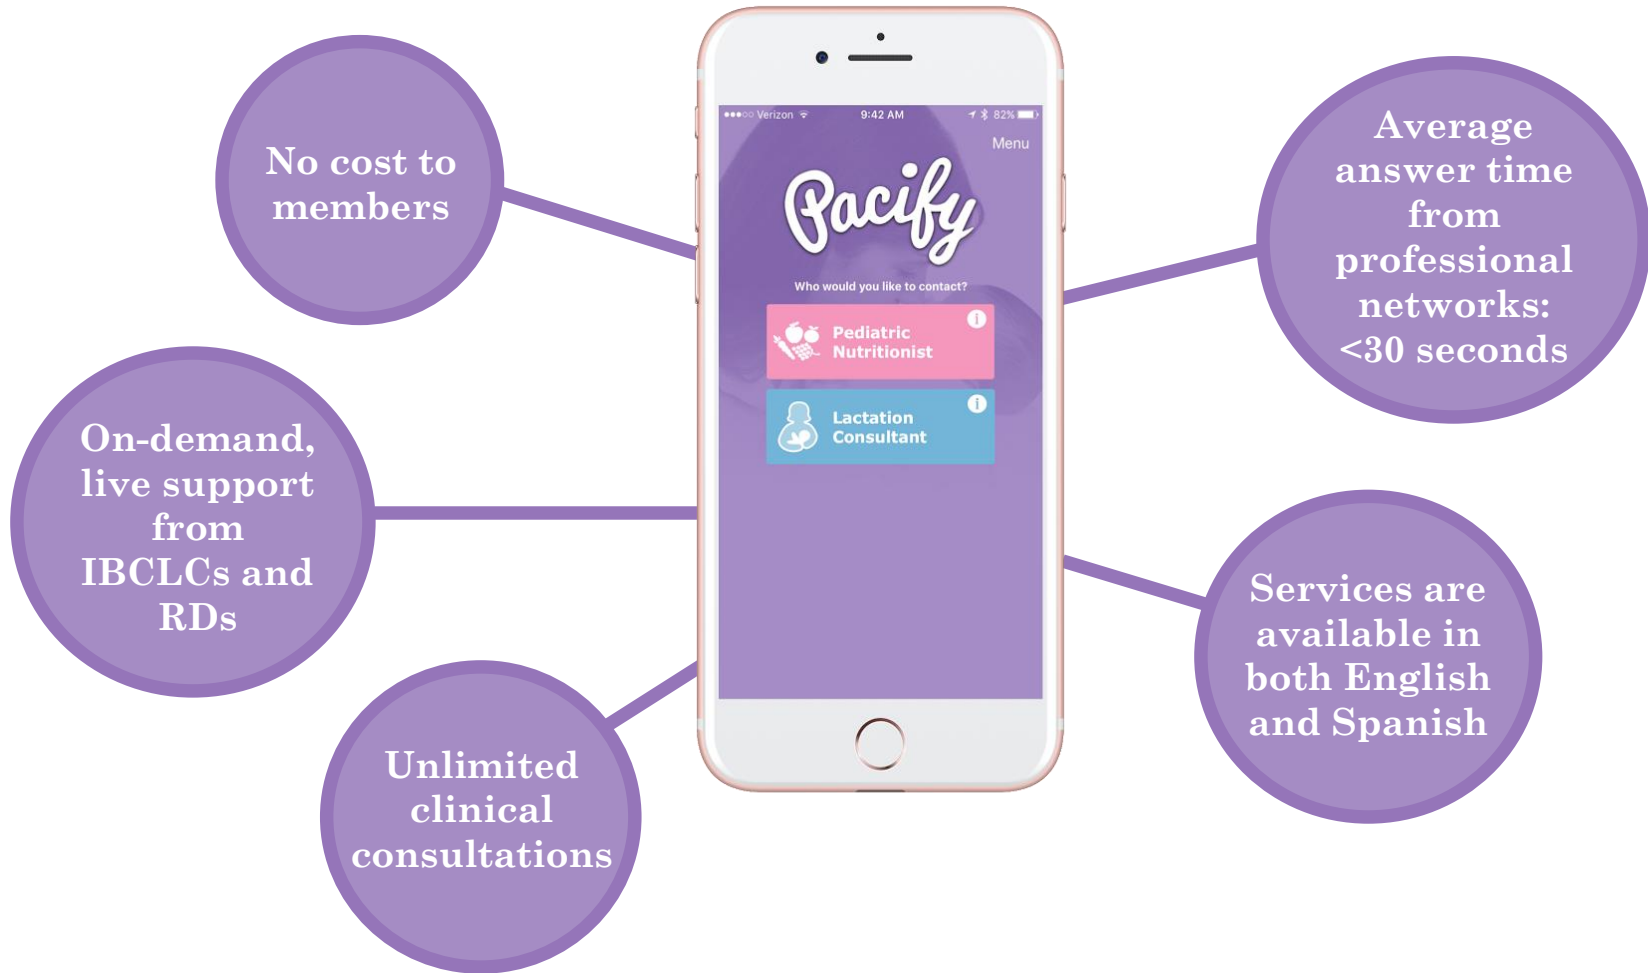 No cost to
members
On-demand,
live support
from
IBCLCs and
RDs
Unlimited
clinical
consultations
Verizon
9:42 AM
82%
Menu
Pacify
Who would you like to contact?
Pediatric
Nutritionist
i
Lactation
Consultant
i
Average
answer time
from
professional
networks:
<30 seconds
Services are
available in
both English
and Spanish